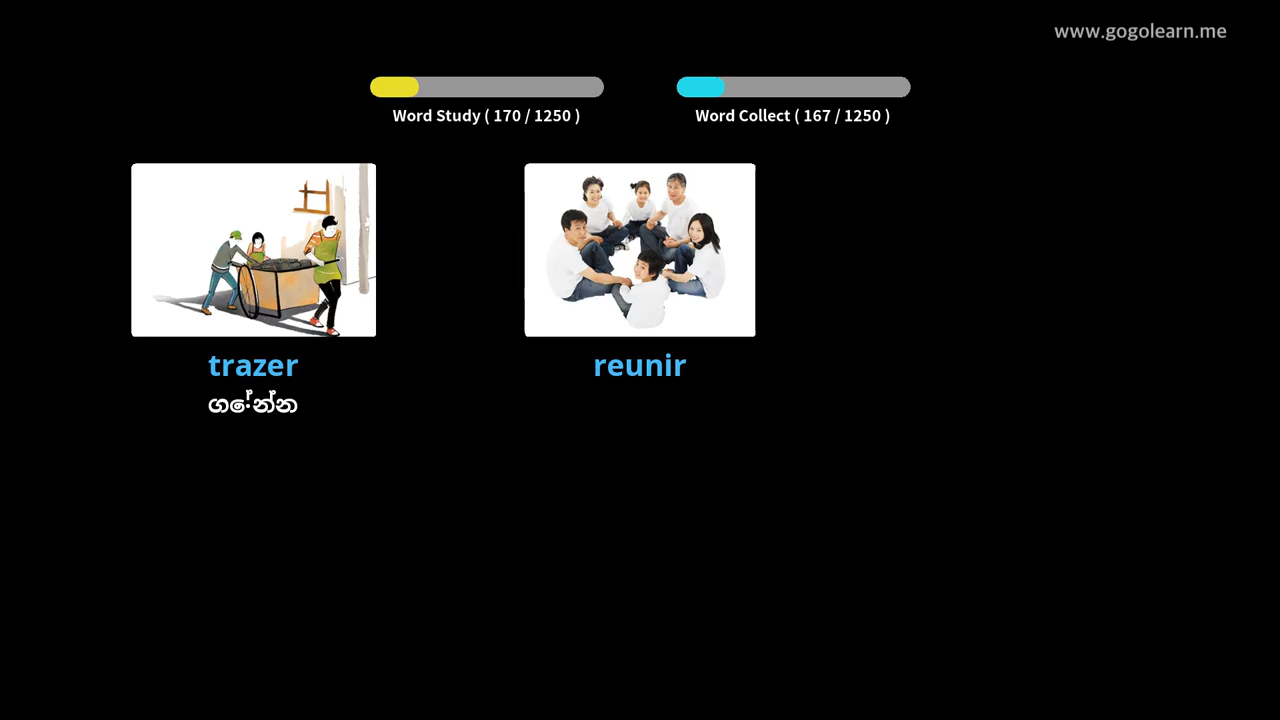 www.gogolearn.me
Word Study ( 170 / 1250 )
Word Collect ( 167 / 1250 )
trazer
ගේන්න
reunir